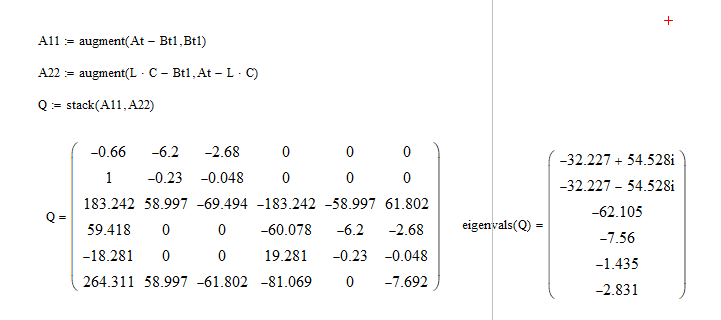 A11 := augment(At − Bt1,Bt1)
A22 := augment(L · C − Bt1,At − L · C)
Q := stack(A11,A22)
−0.66 −6.2 −2.68 0 0 0
1 −0.23 −0.048 0 0 0
183.242 58.997 −69.494 −183.242 −58.997 61.802
Q = 59.418 0 0 −60.078 −6.2 −2.68
−18.281 0 0 19.281 −0.23 −0.048
264.311 58.997 −61.802 −81.069 0 −7.692
eigenvals(Q) =
−32.227 + 54.528i
−32.227 − 54.528i
−62.105
−7.56
−1.435
−2.831